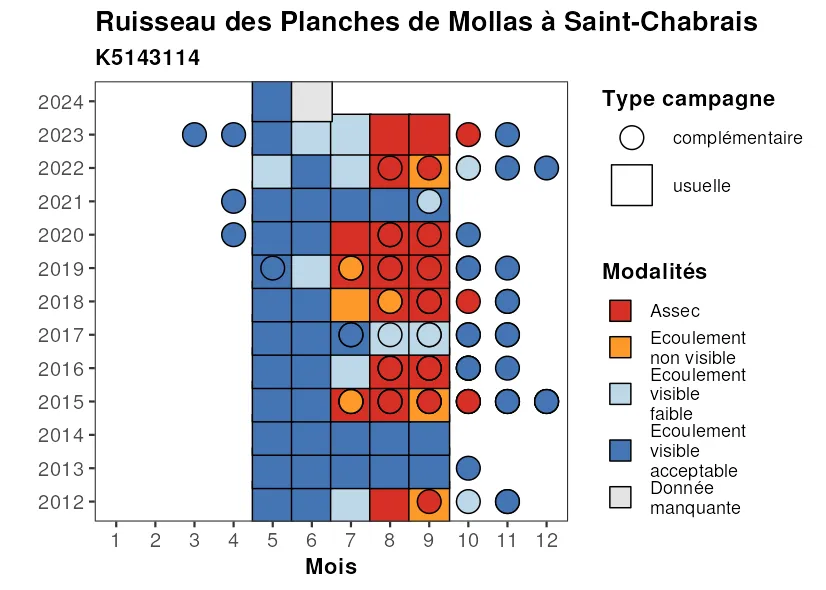 Ruisseau des Planches de Mollas à Saint-Chabrais
K5143114
2024
2023
2022
2021
2020
2019
2018
2017
2016
2015
2014
2013
2012
1 2 3 4 5 6 7 8 9 10 11 12
Mois
Type campagne
complémentaire
usuelle
Modalités
Assec
Ecoulement
non visible
Ecoulement
visible
faible
Ecoulement
visible
acceptable
Donnée
manquante